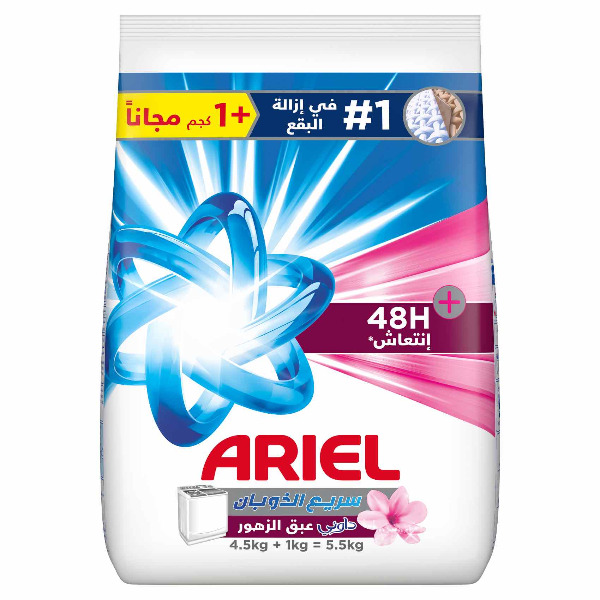 #1 في إزالة البقع
+1 كجم مجاناً
48H+
إنتعاش*
ARIEL
سريع الذوبان
داوني عبق الزهور
4.5kg + 1kg = 5.5kg